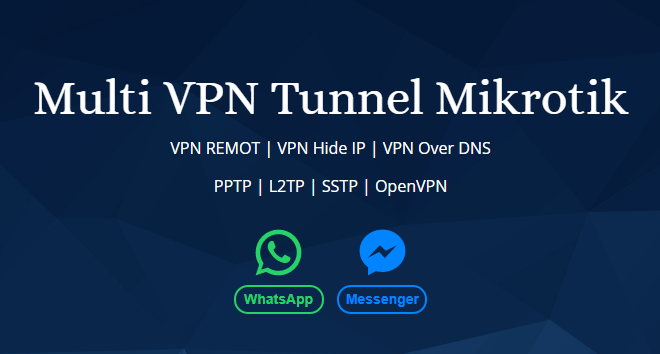 Multi VPN Tunnel Mikrotik
VPN REMOT | VPN Hide IP | VPN Over DNS
PPTP | L2TP | SSTP | OpenVPN
WhatsApp Messenger